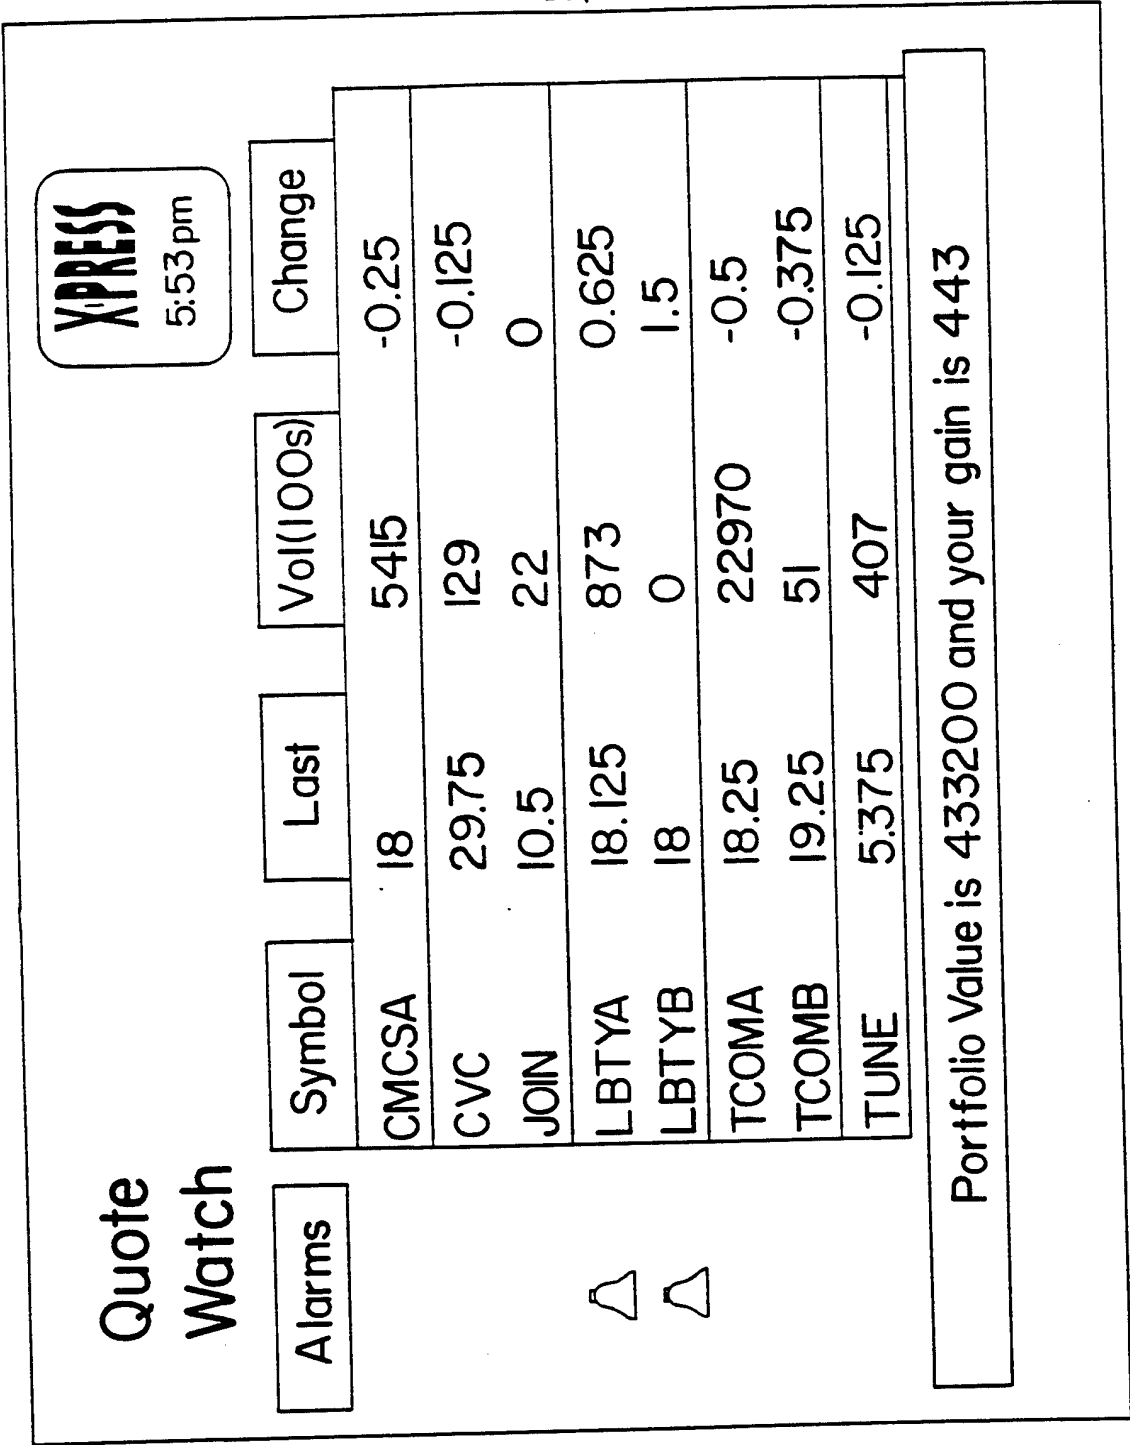 XPRESS
5:53pm
Quote
Watch
Alarms Symbol Last Vol(100s) Change
CMCSA 18 5415 -0.25
CVC 29.75 129 -0.125
JOIN 10.5 22 0
LBTYA 18.125 873 0.625
LBTYB 18 0 1.5
TCOMA 18.25 22970 -0.5
TCOMB 19.25 51 -0.375
TUNE 5.375 407 -0.125
Portfolio Value is 433200 and your gain is 443